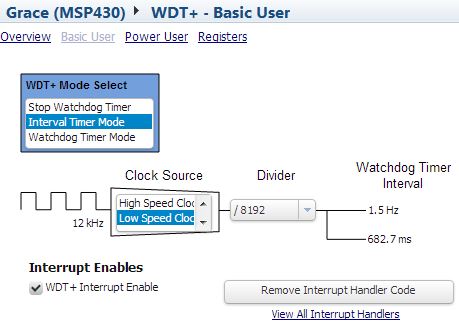 Grace (MSP430) ▸ WDT+ - Basic User
Overview Basic User Power User Registers
WDT+ Mode Select
Stop Watchdog Timer
Interval Timer Mode
Watchdog Timer Mode
Clock Source
Divider
Watchdog Timer
Interval
High Speed Cloc
Low Speed Cloc
/ 8192
12 kHz
1.5 Hz
682.7 ms
Interrupt Enables
WDT+ Interrupt Enable
Remove Interrupt Handler Code
View All Interrupt Handlers